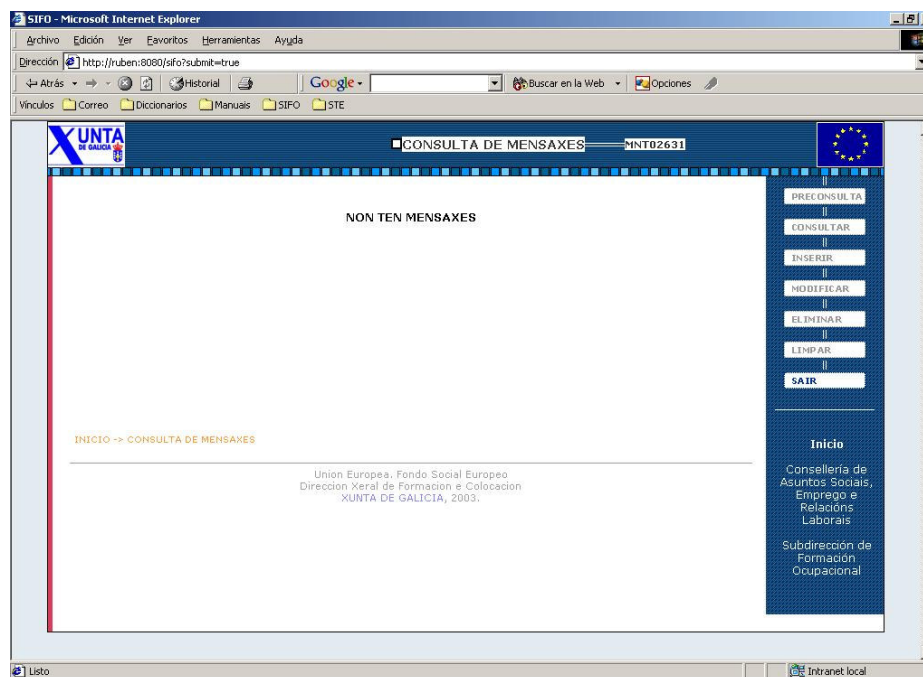 SIFO - Microsoft Internet Explorer
Archivo Edición Ver Favoritos Herramientas Ayuda
Dirección http://ruben:8080/sifo?submit=true
Atrás Historial Google Buscar en la Web Opciones
Vínculos Correo Diccionarios Manuais SIFO STE
XUNTA
DE GALICIA
CONSULTA DE MENSAXES MNT02631
NON TEN MENSAXES
PRECONSULTA
CONSULTAR
INSERIR
MODIFICAR
ELIMINAR
LIMPAR
SAIR
INICIO -> CONSULTA DE MENSAXES
Union Europea. Fondo Social Europeo
Direccion Xeral de Formacion e Colocacion
XUNTA DE GALICIA, 2003.
Inicio
Consellería de
Asuntos Sociais,
Emprego e
Relacións
Laborais
Subdirección de
Formación
Ocupacional
Listo Intranet local